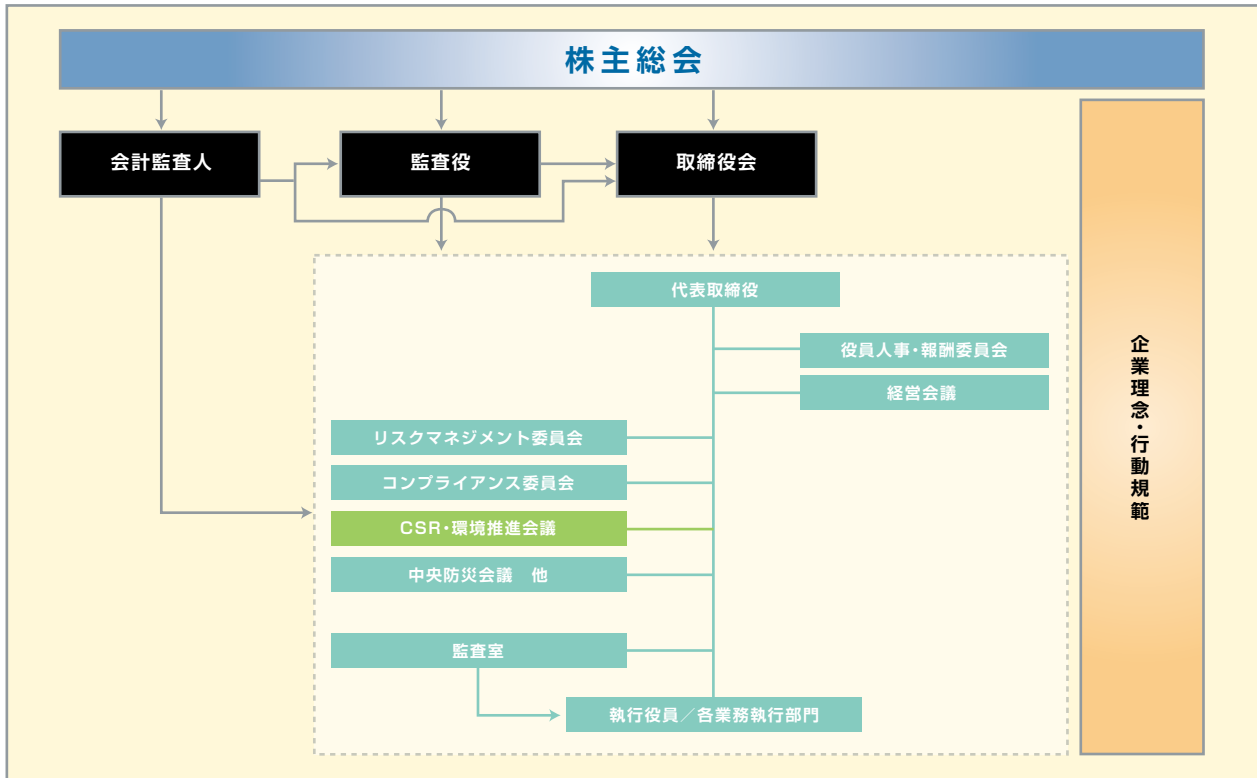 株主総会
会計監査人
監査役
取締役会
代表取締役
役員人事・報酬委員会
経営会議
リスクマネジメント委員会
コンプライアンス委員会
CSR・環境推進会議
中央防災会議　他
監査室
執行役員／各業務執行部門
企業理念・行動規範